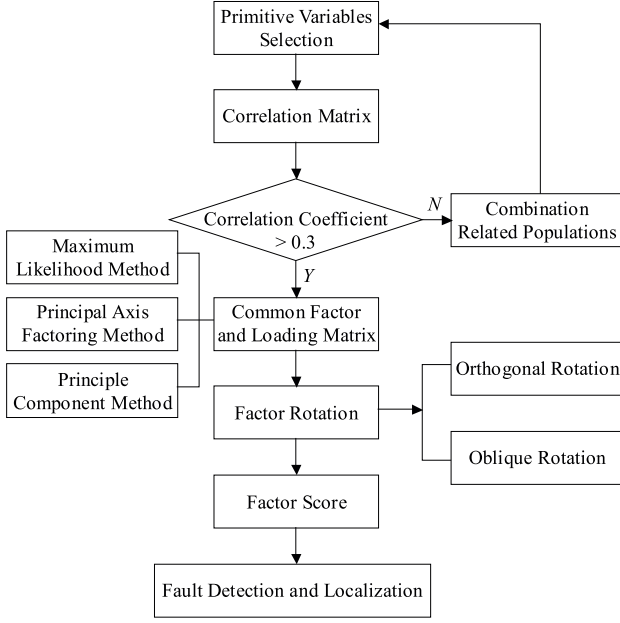 Primitive Variables
Selection
Correlation Matrix
Correlation Coefficient
> 0.3
N
Combination
Related Populations
Y
Maximum
Likelihood Method
Principal Axis
Factoring Method
Principle
Component Method
Common Factor
and Loading Matrix
Factor Rotation
Orthogonal Rotation
Oblique Rotation
Factor Score
Fault Detection and Localization